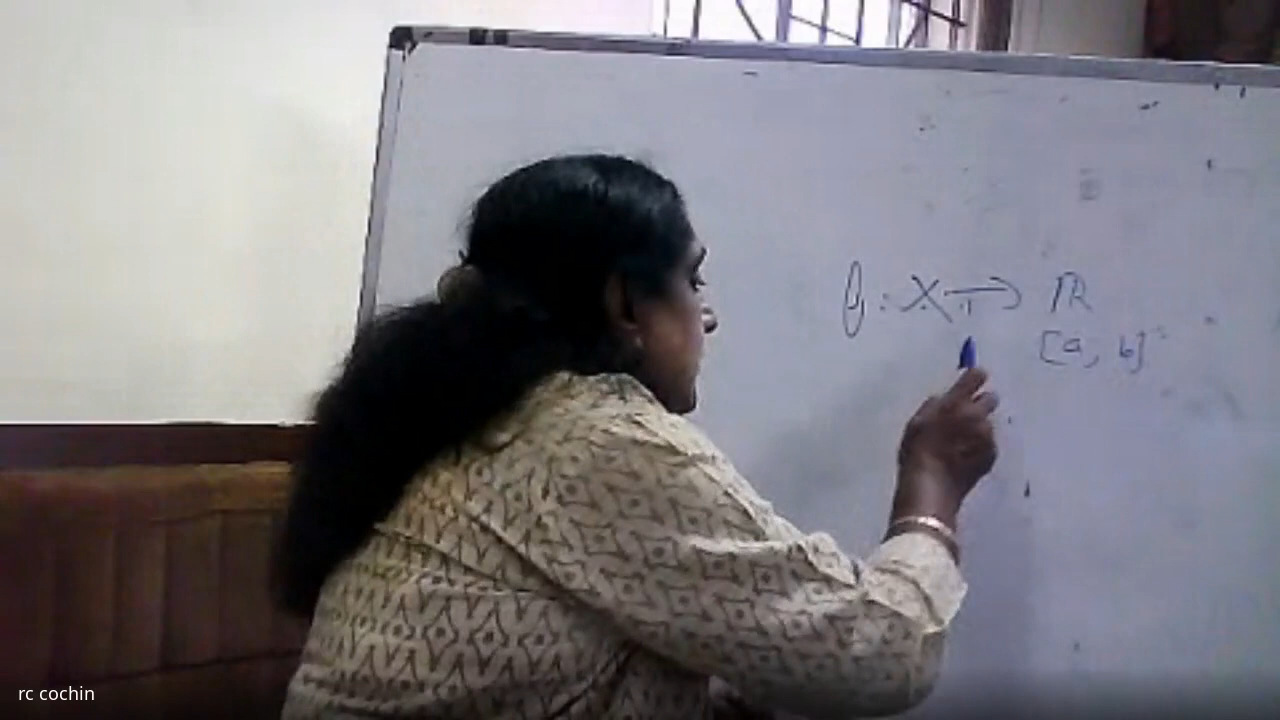 f : X → ℝ
[a, b]
rc cochin